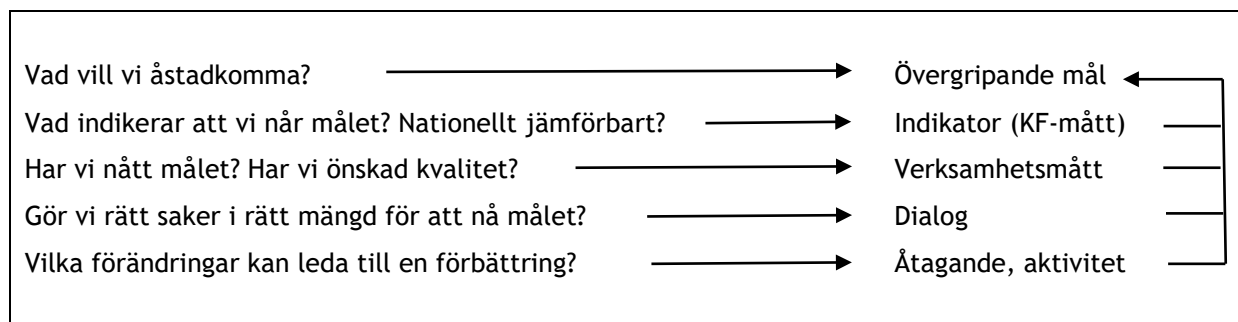 Vad vill vi åstadkomma? Övergripande mål
Vad indikerar att vi når målet? Nationellt jämförbart? Indikator (KF-mått)
Har vi nått målet? Har vi önskad kvalitet? Verksamhetsmått
Gör vi rätt saker i rätt mängd för att nå målet? Dialog
Vilka förändringar kan leda till en förbättring? Åtagande, aktivitet